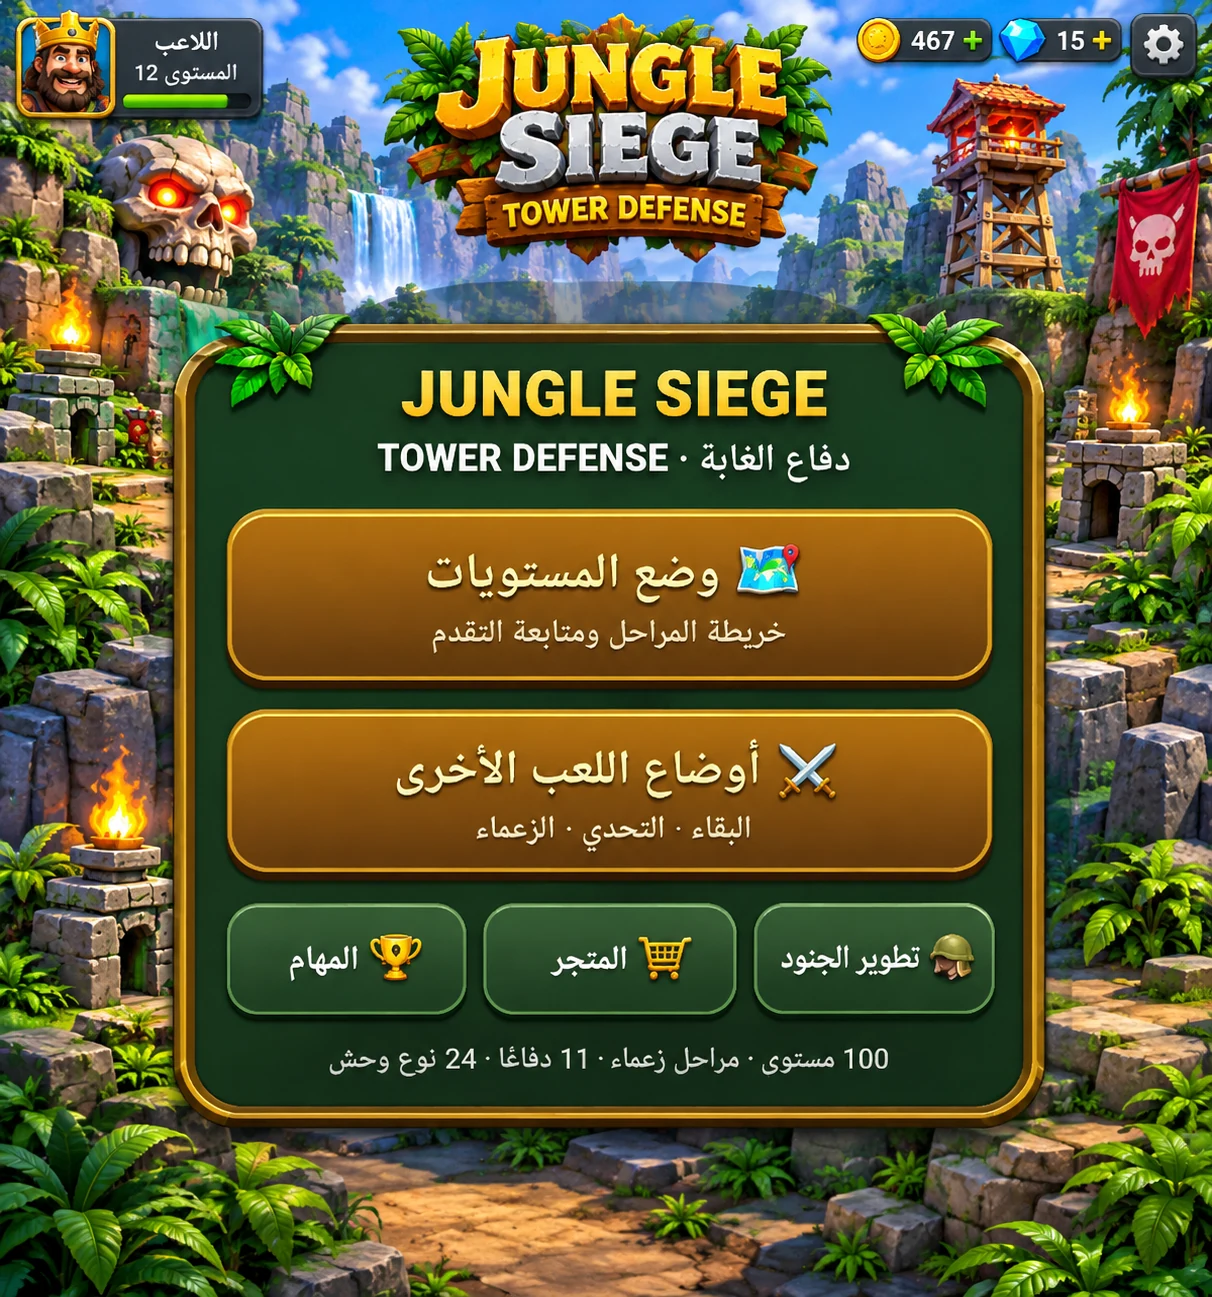 اللاعب
المستوى 12
467 +
15 +
JUNGLE
SIEGE
TOWER DEFENSE
JUNGLE SIEGE
TOWER DEFENSE · دفاع الغابة
وضع المستويات
خريطة المراحل ومتابعة التقدم
أوضاع اللعب الأخرى
البقاء · التحدي · الزعماء
تطوير الجنود
المتجر
المهام
100 مستوى · مراحل زعماء · 11 دفاعًا · 24 نوع وحش